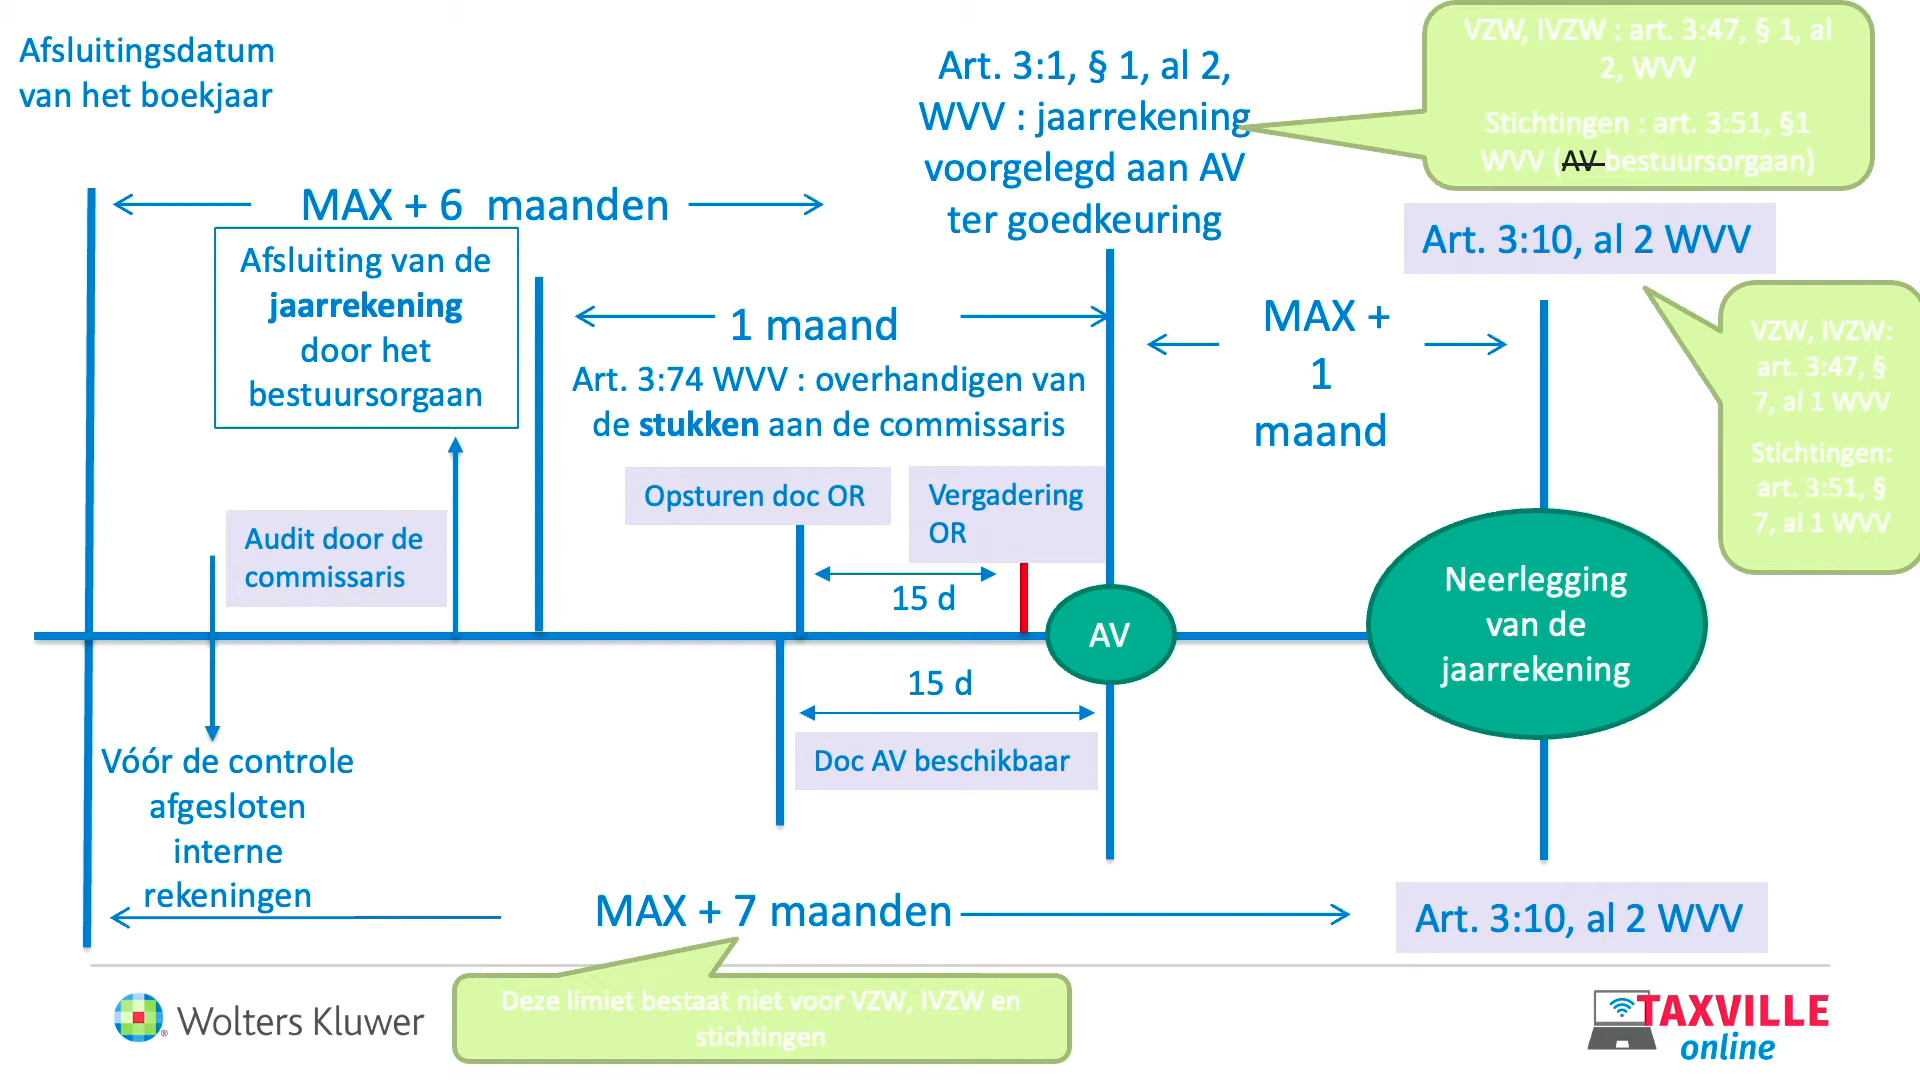 Afsluitingsdatum
van het boekjaar
MAX + 6 maanden
Art. 3:1, § 1, al 2,
WVV : jaarrekening
voorgelegd aan AV
ter goedkeuring
VZW, IVZW : art. 3:47, § 1, al
2, WVV
Stichtingen : art. 3:51, §1
WVV (AV bestuursorgaan)
Art. 3:10, al 2 WVV
Afsluiting van de
jaarrekening
door het
bestuursorgaan
1 maand
Art. 3:74 WVV : overhandigen van
de stukken aan de commissaris
MAX +
1
maand
VZW, IVZW:
art. 3:47, §
7, al 1 WVV
Stichtingen:
art. 3:51, §
7, al 1 WVV
Opsturen doc OR
Vergadering
OR
Audit door de
commissaris
15 d
AV
Neerlegging
van de
jaarrekening
15 d
Doc AV beschikbaar
Vóór de controle
afgesloten
interne
rekeningen
MAX + 7 maanden
Art. 3:10, al 2 WVV
Deze limiet bestaat niet voor VZW, IVZW en
stichtingen
Wolters Kluwer
TAXVILLE
online